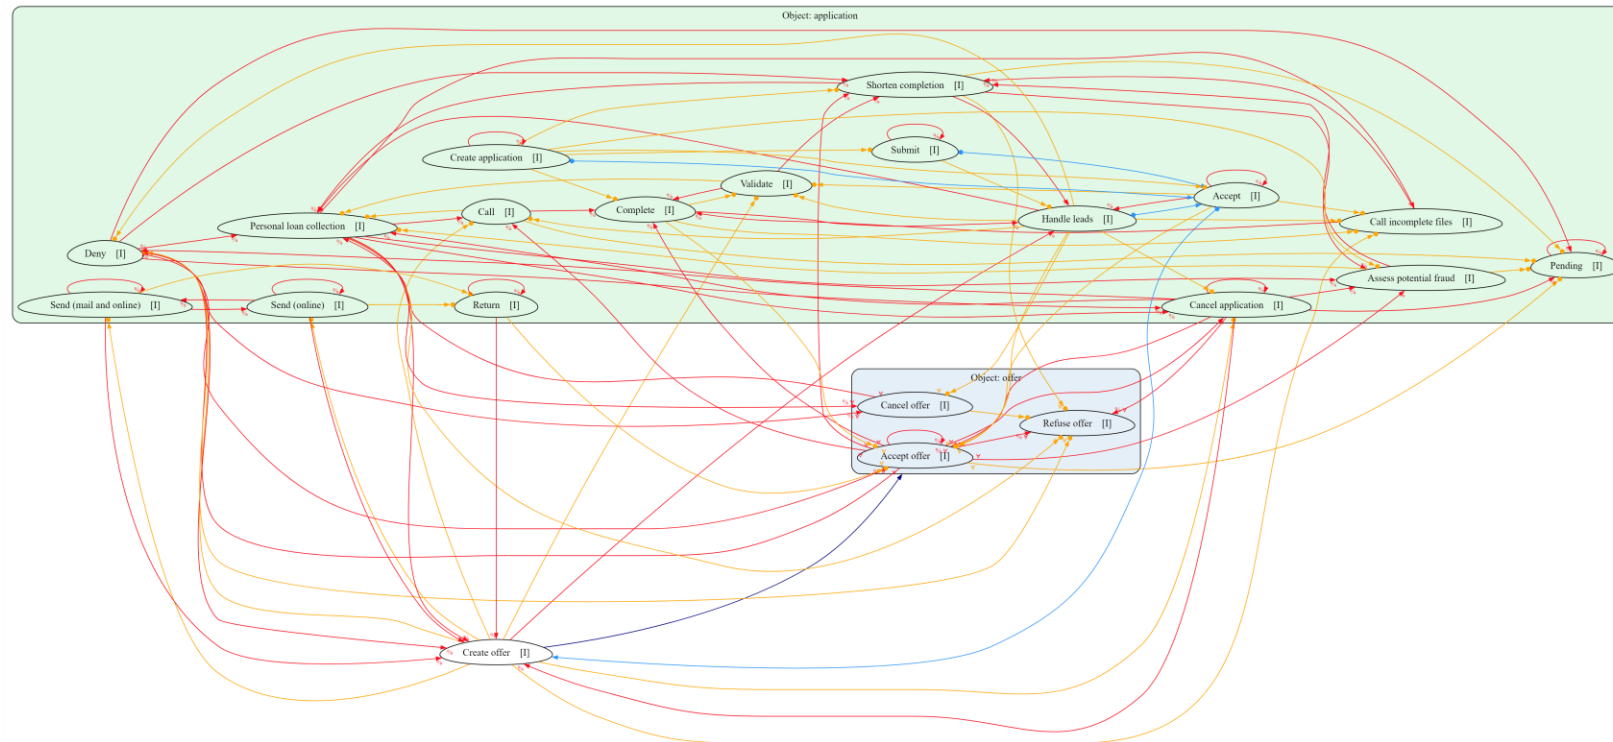 Object: application
Shorten completion [I]
Create application [I]
Submit [I]
Validate [I]
Accept [I]
Call [I]
Complete [I]
Handle leads [I]
Call incomplete files [I]
Personal loan collection [I]
Deny [I]
Pending [I]
Assess potential fraud [I]
Send (mail and online) [I]
Send (online) [I]
Return [I]
Cancel application [I]
Object: offer
Cancel offer [I]
Refuse offer [I]
Accept offer [I]
Create offer [I]